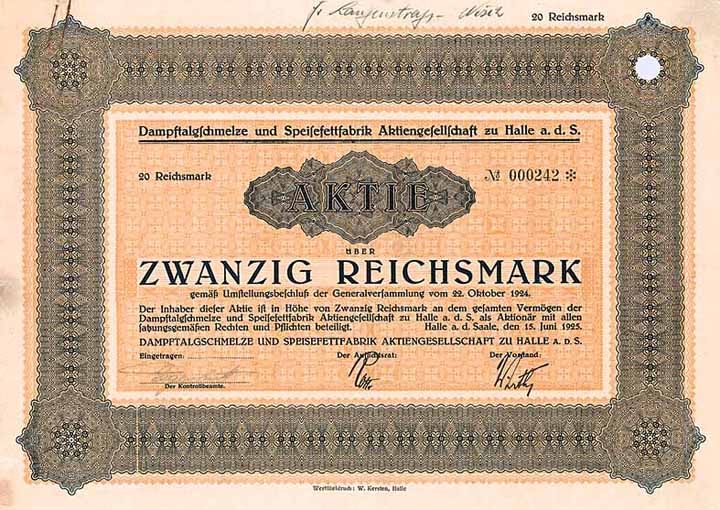 20 Reichsmark
Dampftalgschmelze und Speisefettfabrik Aktiengesellschaft zu Halle a. d. S.
20 Reichsmark
№ 000242 ✻
AKTIE
ÜBER
ZWANZIG REICHSMARK
gemäß Umstellungsbeschluß der Generalversammlung vom 22. Oktober 1924.
Der Inhaber dieser Aktie ist in Höhe von Zwanzig Reichsmark an dem gesamten Vermögen der
Dampftalgschmelze und Speisefettfabrik Aktiengesellschaft zu Halle a. d. S. als Aktionär mit allen
satzungsgemäßen Rechten und Pflichten beteiligt. Halle a. d. Saale, den 15. Juni 1925.
DAMPFTALGSCHMELZE UND SPEISEFETTFABRIK AKTIENGESELLSCHAFT ZU HALLE A. D. S.
Eingetragen: Der Aufsichtsrat: Der Vorstand:
Der Kontrollbeamte.
Wertpapierdruck: W. Kersten, Halle